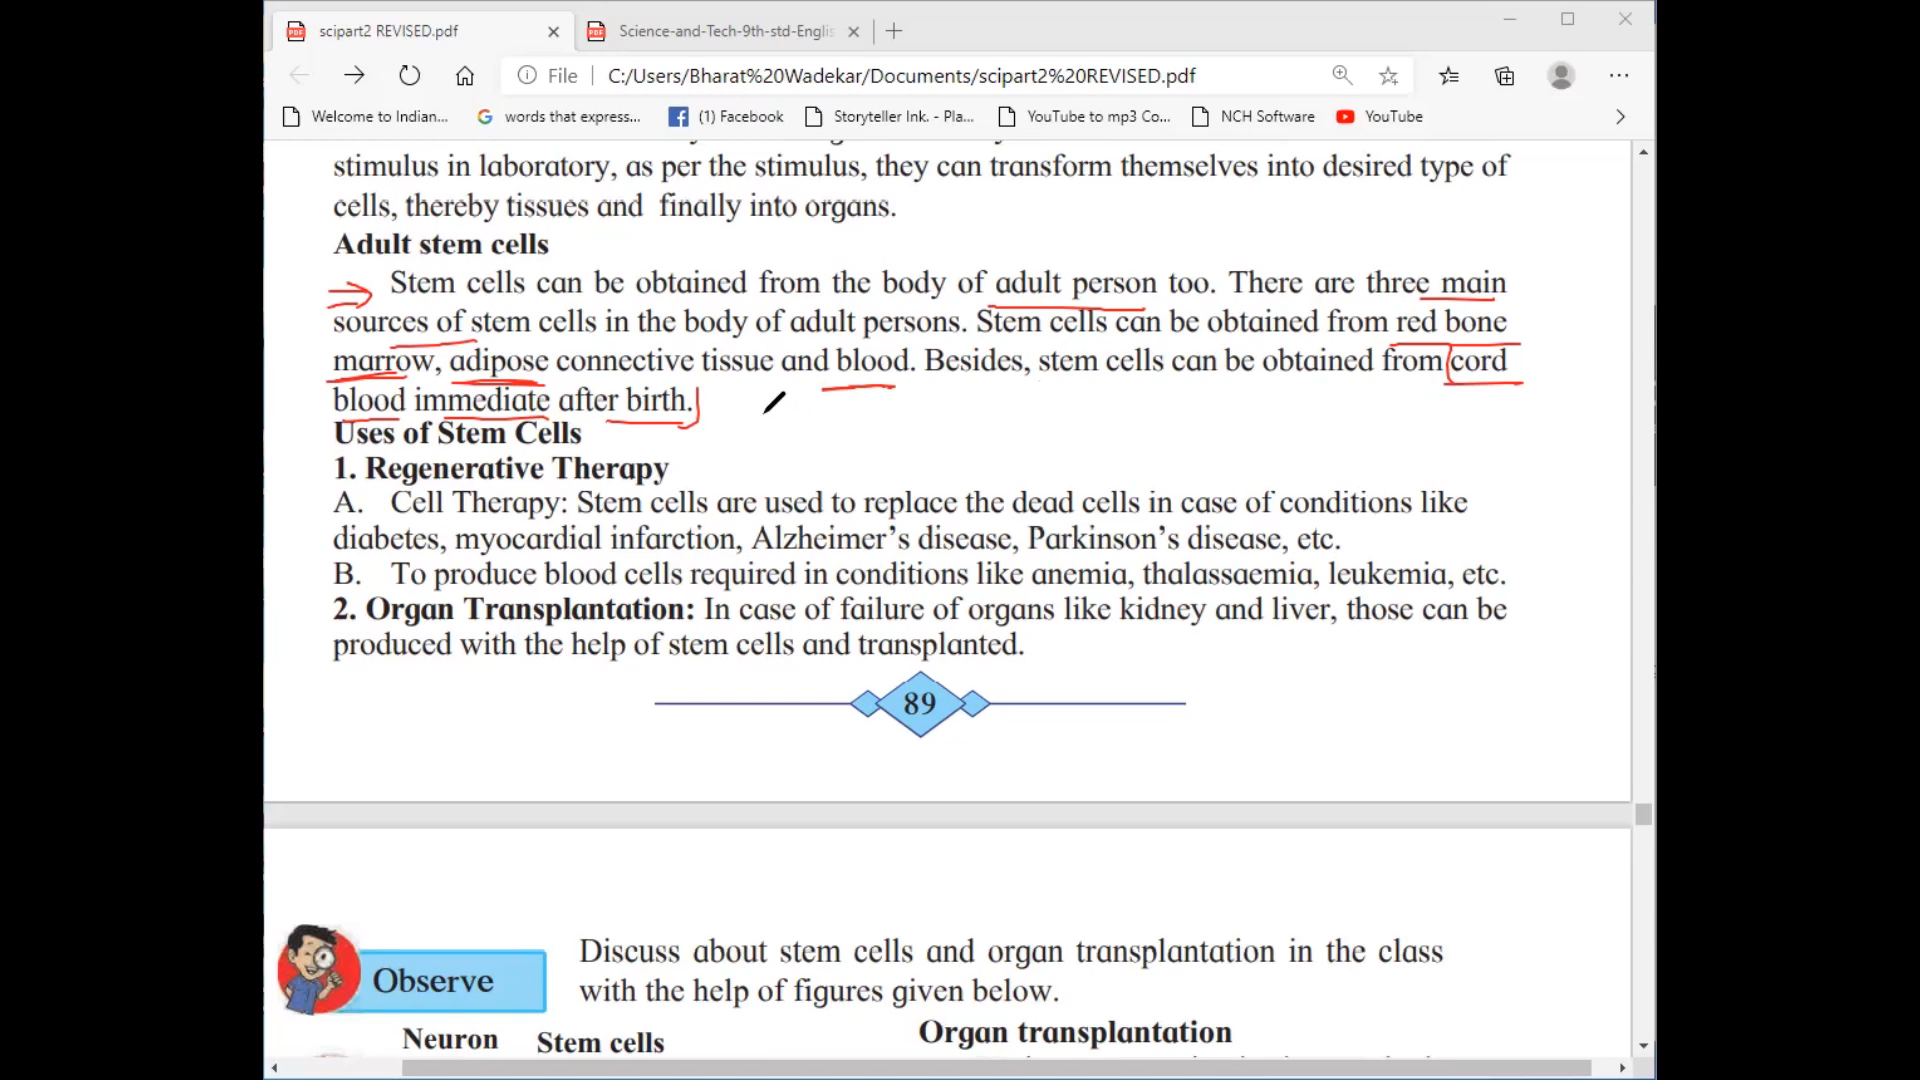 scipart2 REVISED.pdf
Science-and-Tech-9th-std-Englis
File
C:/Users/Bharat%20Wadekar/Documents/scipart2%20REVISED.pdf
Welcome to Indian...
words that express...
(1) Facebook
Storyteller Ink. - Pla...
YouTube to mp3 Co...
NCH Software
YouTube
stimulus in laboratory, as per the stimulus, they can transform themselves into desired type of
cells, thereby tissues and finally into organs.
Adult stem cells
Stem cells can be obtained from the body of adult person too. There are three main
sources of stem cells in the body of adult persons. Stem cells can be obtained from red bone
marrow, adipose connective tissue and blood. Besides, stem cells can be obtained from cord
blood immediate after birth.
Uses of Stem Cells
1. Regenerative Therapy
A. Cell Therapy: Stem cells are used to replace the dead cells in case of conditions like
diabetes, myocardial infarction, Alzheimer’s disease, Parkinson’s disease, etc.
B. To produce blood cells required in conditions like anemia, thalassaemia, leukemia, etc.
2. Organ Transplantation: In case of failure of organs like kidney and liver, those can be
produced with the help of stem cells and transplanted.
89
Observe
Discuss about stem cells and organ transplantation in the class
with the help of figures given below.
Neuron
Stem cells
Organ transplantation